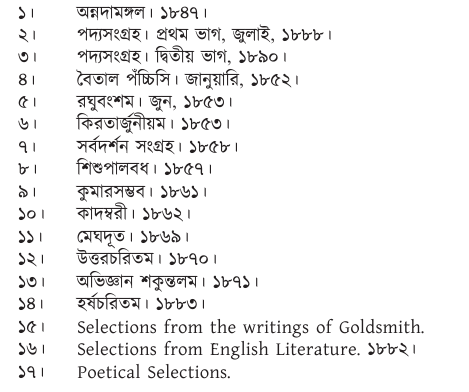 ১। অন্নদামঙ্গল। ১৮৪৭।
২। পদ্যসংগ্রহ। প্রথম ভাগ, জুলাই, ১৮৮৮।
৩। পদ্যসংগ্রহ। দ্বিতীয় ভাগ, ১৮৯০।
৪। বৈতাল পঁচ্চিসি। জানুয়ারি, ১৮৫২।
৫। রঘুবংশম। জুন, ১৮৫৩।
৬। কিরতার্জুনীয়ম। ১৮৫৩।
৭। সর্বদর্শন সংগ্রহ। ১৮৫৮।
৮। শিশুপালবধ। ১৮৫৭।
৯। কুমারসম্ভব। ১৮৬১।
১০। কাদম্বরী। ১৮৬২।
১১। মেঘদূত। ১৮৬৯।
১২। উত্তরচরিতম। ১৮৭০।
১৩। অভিজ্ঞান শকুন্তলম। ১৮৭১।
১৪। হর্ষচরিতম। ১৮৮৩।
১৫। Selections from the writings of Goldsmith.
১৬। Selections from English Literature. ১৮৮২।
১৭। Poetical Selections.